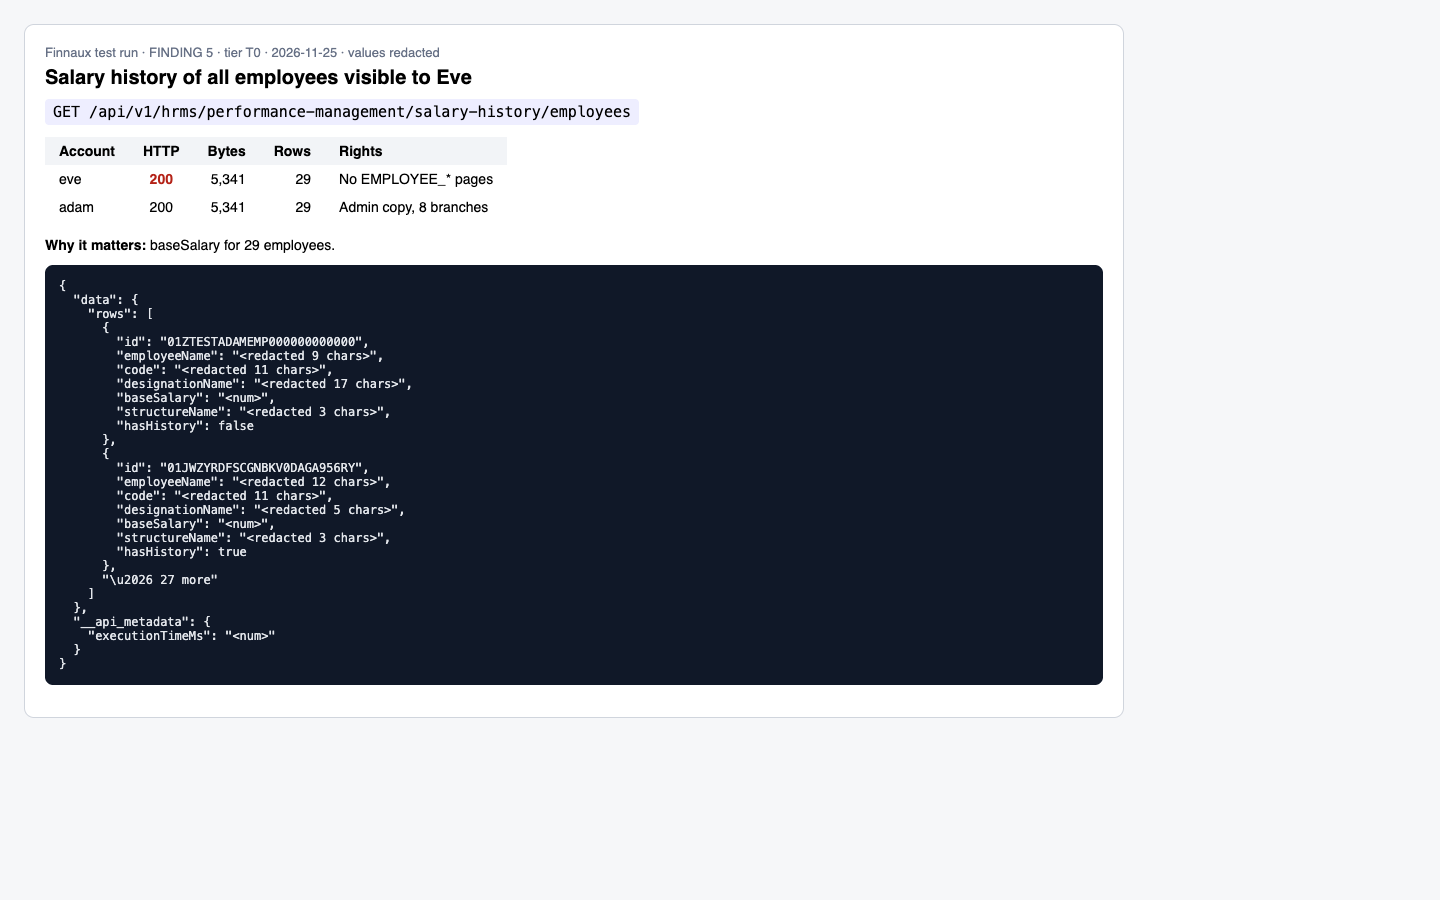 Finnaux test run · FINDING 5 · tier T0 · 2026-11-25 · values redacted
Salary history of all employees visible to Eve
GET /api/v1/hrms/performance-management/salary-history/employees
Account HTTP Bytes Rows Rights
eve 200 5,341 29 No EMPLOYEE_* pages
adam 200 5,341 29 Admin copy, 8 branches
Why it matters: baseSalary for 29 employees.
{
  "data": {
    "rows": [
      {
        "id": "01ZTESTADAMEMP000000000000",
        "employeeName": "<redacted 9 chars>",
        "code": "<redacted 11 chars>",
        "designationName": "<redacted 17 chars>",
        "baseSalary": "<num>",
        "structureName": "<redacted 3 chars>",
        "hasHistory": false
      },
      {
        "id": "01JWZYRDFSCGNBKV0DAGA956RY",
        "employeeName": "<redacted 12 chars>",
        "code": "<redacted 11 chars>",
        "designationName": "<redacted 5 chars>",
        "baseSalary": "<num>",
        "structureName": "<redacted 3 chars>",
        "hasHistory": true
      },
      "\u2026 27 more"
    ]
  },
  "__api_metadata": {
    "executionTimeMs": "<num>"
  }
}